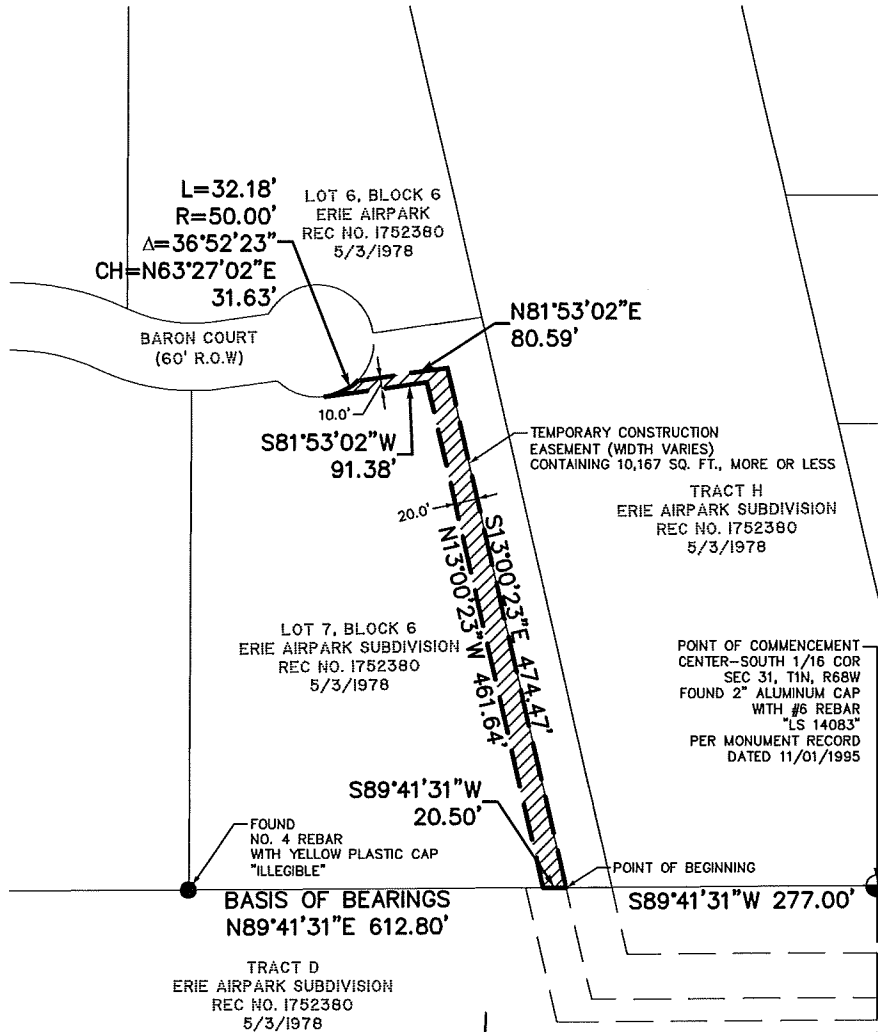 L=32.18'
R=50.00'
Δ=36°52'23"
CH=N63°27'02"E
31.63'
LOT 6, BLOCK 6
ERIE AIRPARK
REC NO. 1752380
5/3/1978
BARON COURT
(60' R.O.W)
N81°53'02"E
80.59'
10.0'
S81°53'02"W
91.38'
TEMPORARY CONSTRUCTION
EASEMENT (WIDTH VARIES)
CONTAINING 10,167 SQ. FT., MORE OR LESS
TRACT H
ERIE AIRPARK SUBDIVISION
REC NO. 1752380
5/3/1978
20.0'
S13°00'23"E 474.47'
N13°00'23"W 461.64'
LOT 7, BLOCK 6
ERIE AIRPARK SUBDIVISION
REC NO. 1752380
5/3/1978
POINT OF COMMENCEMENT
CENTER-SOUTH 1/16 COR
SEC 31, T1N, R68W
FOUND 2" ALUMINUM CAP
WITH #6 REBAR
"LS 14083"
PER MONUMENT RECORD
DATED 11/01/1995
S89°41'31"W
20.50'
FOUND
NO. 4 REBAR
WITH YELLOW PLASTIC CAP
"ILLEGIBLE"
POINT OF BEGINNING
BASIS OF BEARINGS
N89°41'31"E 612.80'
S89°41'31"W 277.00'
TRACT D
ERIE AIRPARK SUBDIVISION
REC NO. 1752380
5/3/1978